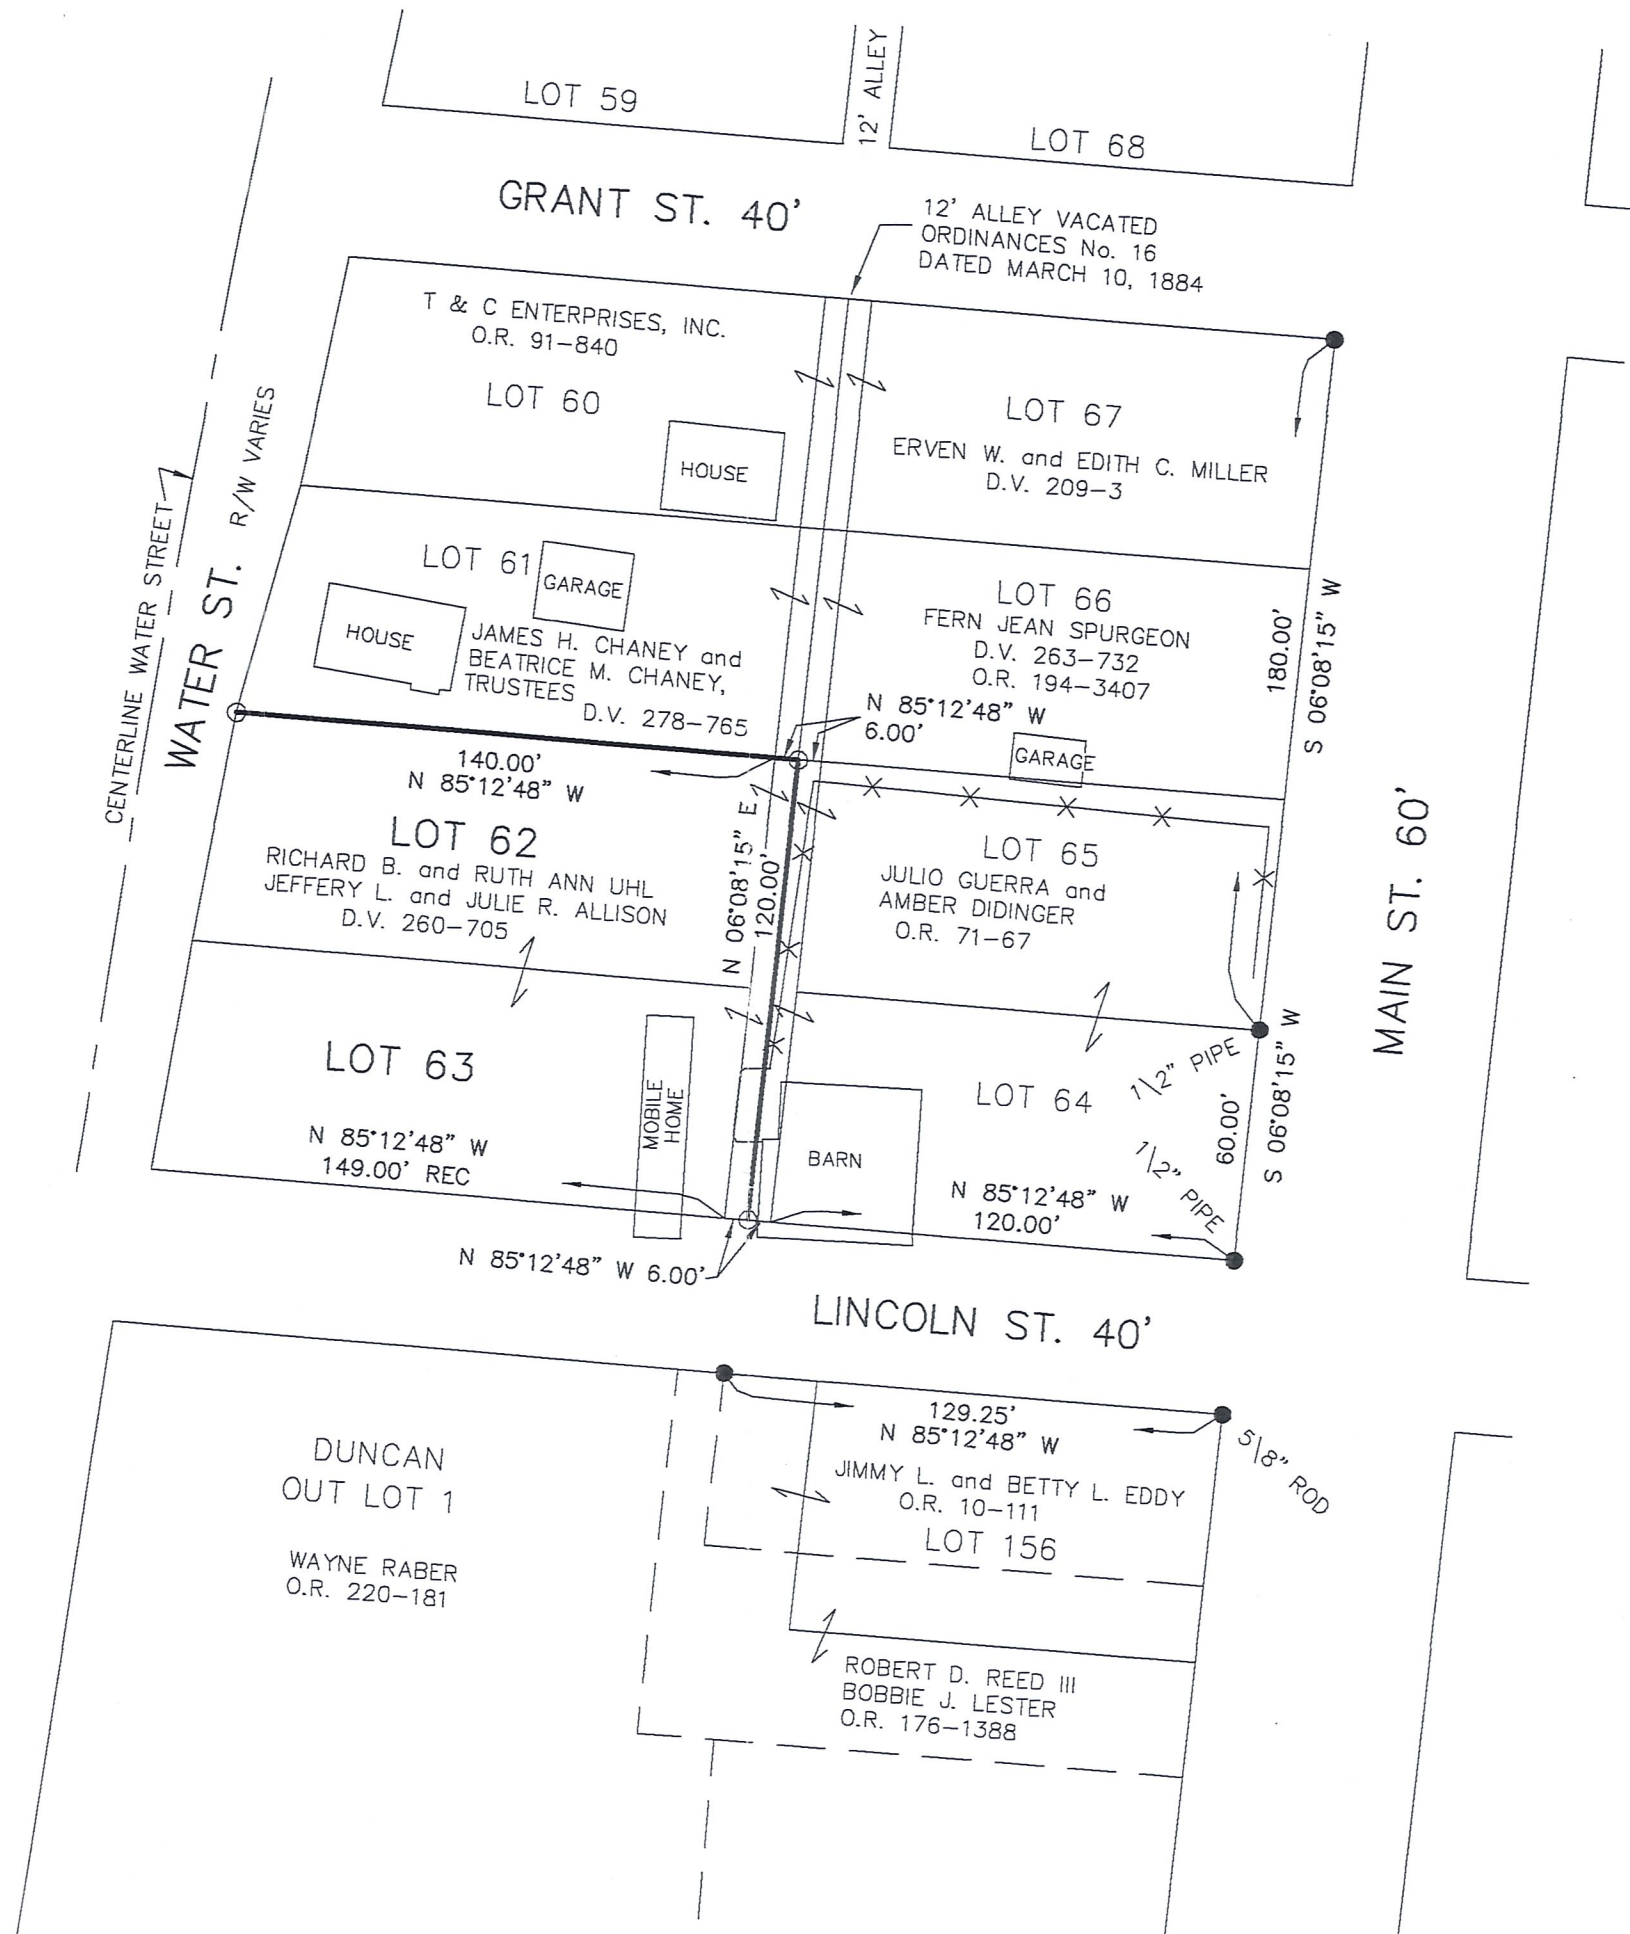 LOT 59
12' ALLEY
LOT 68
GRANT ST. 40'
12' ALLEY VACATED
ORDINANCES No. 16
DATED MARCH 10, 1884
T & C ENTERPRISES, INC.
O.R. 91-840
LOT 60
HOUSE
LOT 67
ERVEN W. and EDITH C. MILLER
D.V. 209-3
CENTERLINE WATER STREET
WATER ST. R/W VARIES
LOT 61
GARAGE
HOUSE
JAMES H. CHANEY and
BEATRICE M. CHANEY,
TRUSTEES
D.V. 278-765
LOT 66
FERN JEAN SPURGEON
D.V. 263-732
O.R. 194-3407
N 85°12'48" W
6.00'
GARAGE
180.00'
S 06°08'15" W
140.00'
N 85°12'48" W
LOT 62
RICHARD B. and RUTH ANN UHL
JEFFERY L. and JULIE R. ALLISON
D.V. 260-705
N 06°08'15" E
120.00'
LOT 65
JULIO GUERRA and
AMBER DIDINGER
O.R. 71-67
MAIN ST. 60'
LOT 63
MOBILE
HOME
N 85°12'48" W
149.00' REC
BARN
LOT 64
1\2" PIPE
60.00'
S 06°08'15" W
1\2" PIPE
N 85°12'48" W
120.00'
N 85°12'48" W 6.00'
LINCOLN ST. 40'
129.25'
N 85°12'48" W
5\8" ROD
JIMMY L. and BETTY L. EDDY
O.R. 10-111
LOT 156
DUNCAN
OUT LOT 1
WAYNE RABER
O.R. 220-181
ROBERT D. REED III
BOBBIE J. LESTER
O.R. 176-1388